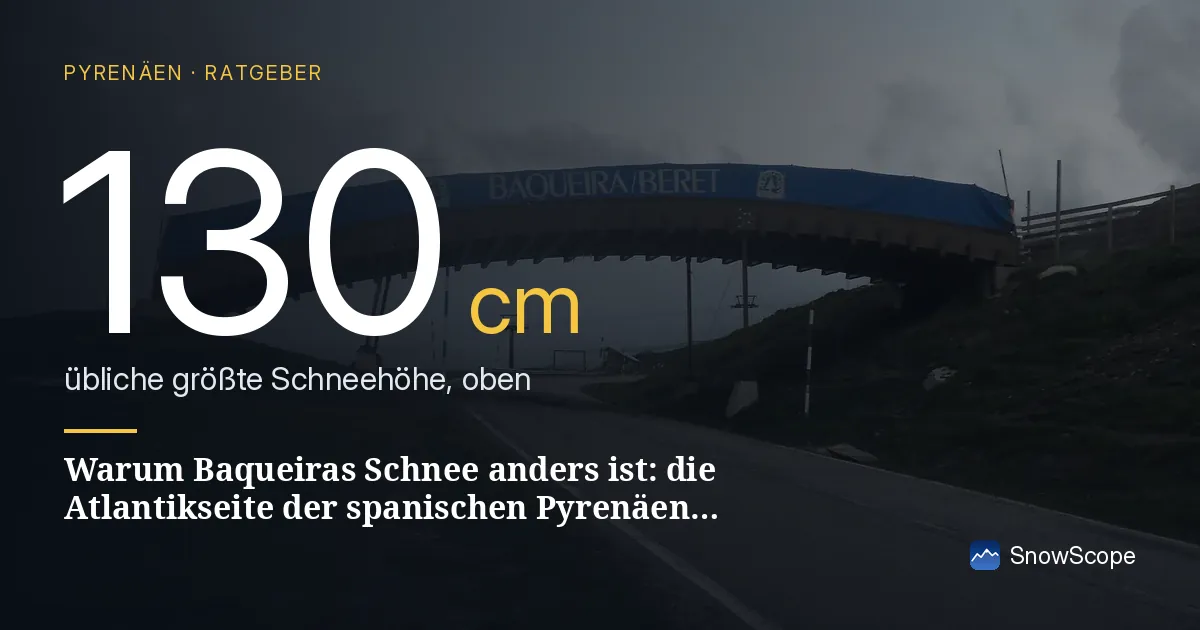 PYRENÄEN · RATGEBER
BAQUEIRA/BERET
130 cm
übliche größte Schneehöhe, oben
Warum Baqueiras Schnee anders ist: die
Atlantikseite der spanischen Pyrenäen…
SnowScope